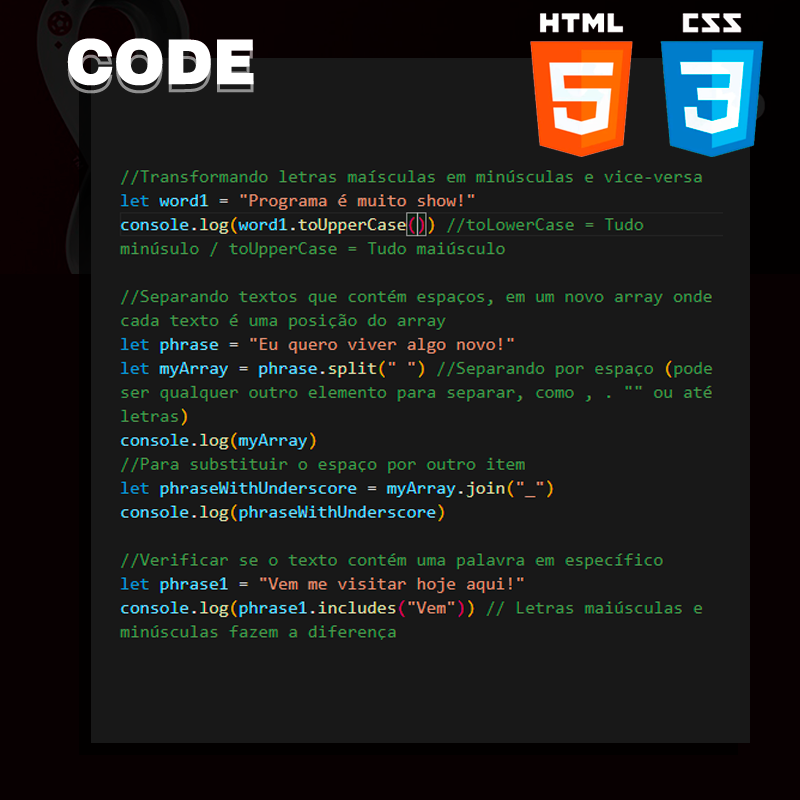 HTML
CSS
CODE
5
3
//Transformando letras maísculas em minúsculas e vice-versa
let word1 = "Programa é muito show!"
console.log(word1.toUpperCase()) //toLowerCase = Tudo
minúsulo / toUpperCase = Tudo maiúsculo
//Separando textos que contém espaços, em um novo array onde
cada texto é uma posição do array
let phrase = "Eu quero viver algo novo!"
let myArray = phrase.split(" ") //Separando por espaço (pode
ser qualquer outro elemento para separar, como , . "" ou até
letras)
console.log(myArray)
//Para substituir o espaço por outro item
let phraseWithUnderscore = myArray.join("_")
console.log(phraseWithUnderscore)
//Verificar se o texto contém uma palavra em específico
let phrase1 = "Vem me visitar hoje aqui!"
console.log(phrase1.includes("Vem")) // Letras maiúsculas e
minúsculas fazem a diferença